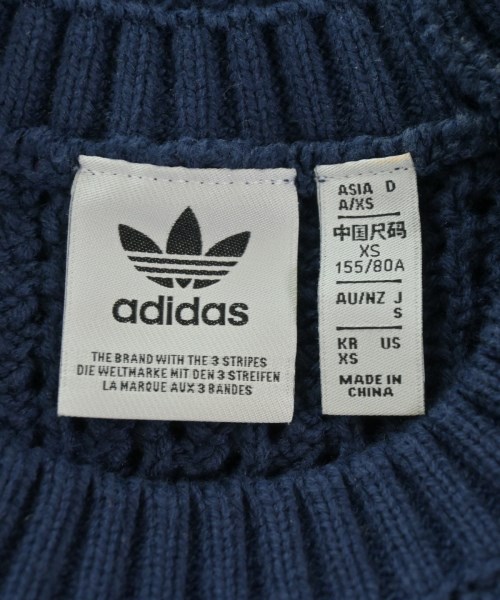 adidas
THE BRAND WITH THE 3 STRIPES
DIE WELTMARKE MIT DEN 3 STREIFEN
LA MARQUE AUX 3 BANDES
ASIA D
A/XS
中国尺码
XS
155/80A
AU/NZ J
S
KR US
XS
MADE IN
CHINA